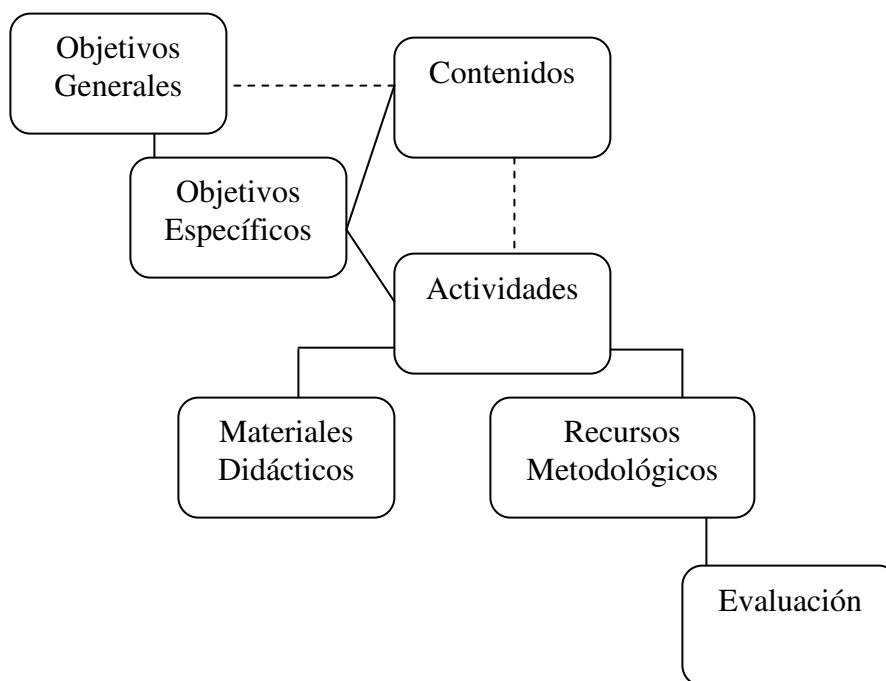 Objetivos
Generales
Contenidos
Objetivos
Específicos
Actividades
Materiales
Didácticos
Recursos
Metodológicos
Evaluación